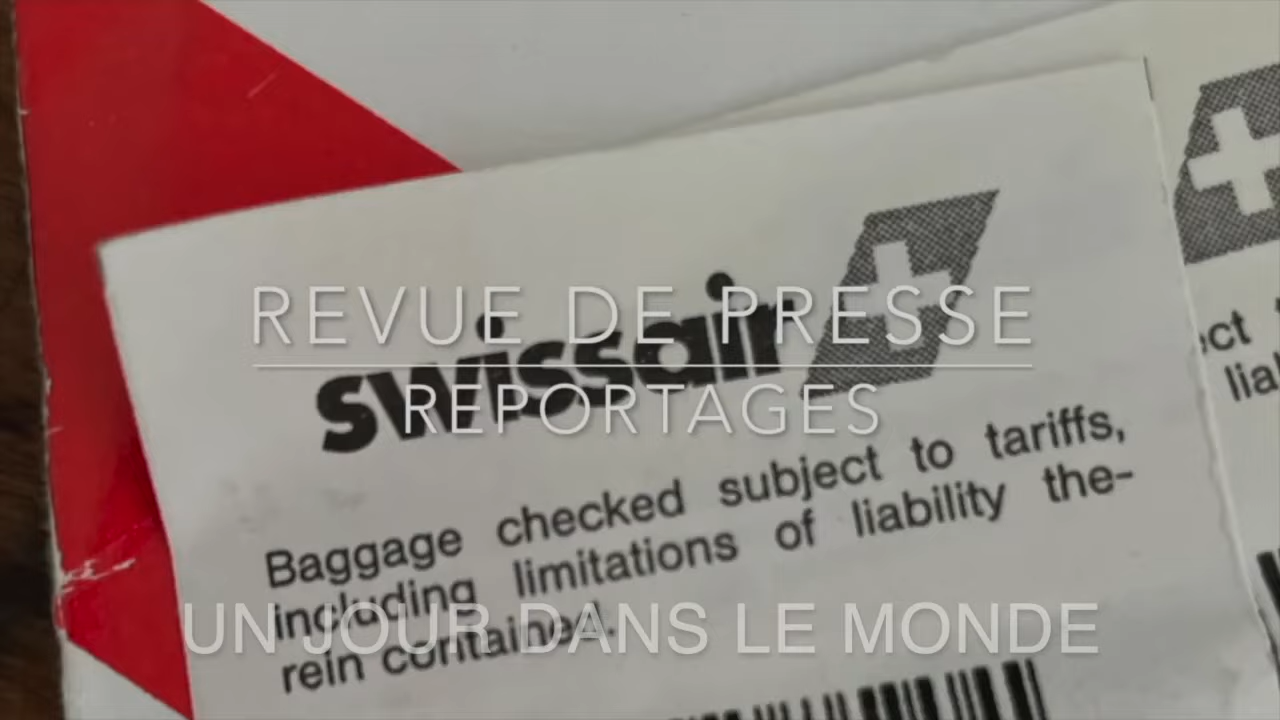 REVUE DE PRESSE
swissair
REPORTAGES
Baggage checked subject to tariffs,
including limitations of liability the-
rein contained.
UN JOUR DANS LE MONDE
ct
lia